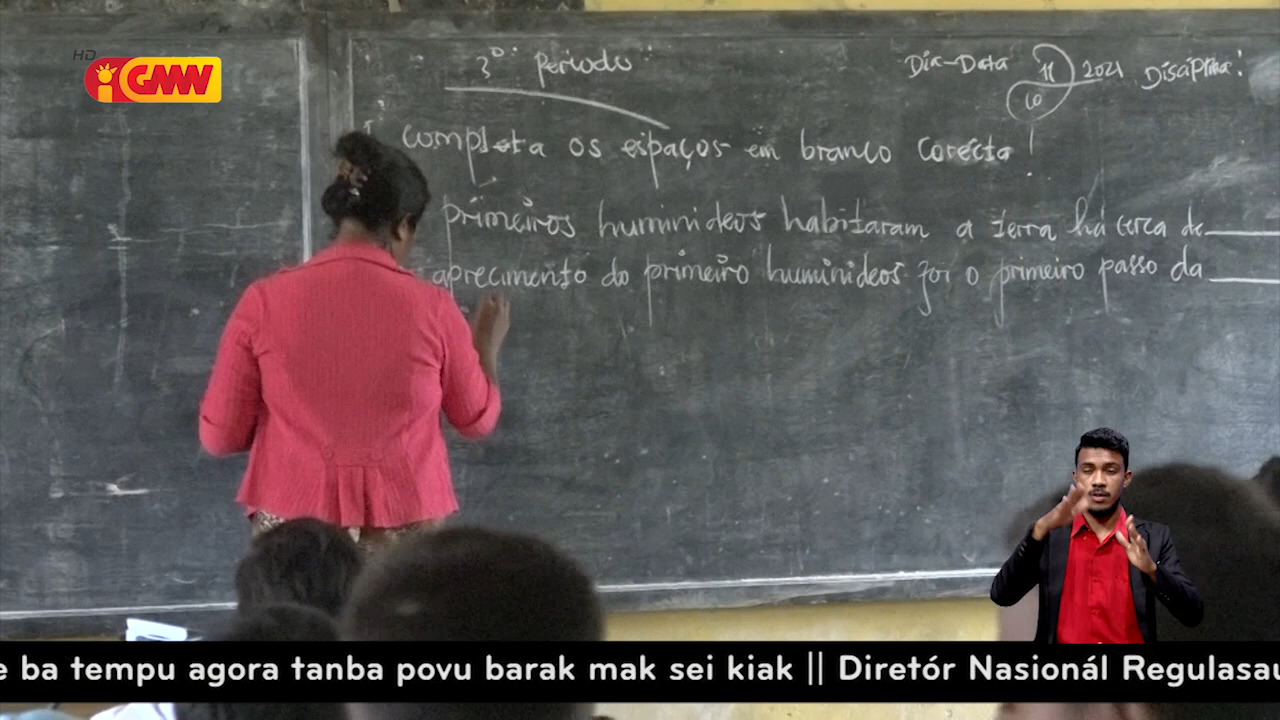 HD
GMN
3º Periodo
Dia-Data 11 10 2021 Disciplina:
completa os espaços em branco corecta!
primeiros huminideos habitaram a terra há cerca de
aprecimento do primeiro huminideos foi o primeiro passo da
e ba tempu agora tanba povu barak mak sei kiak || Diretór Nasionál Regulasau